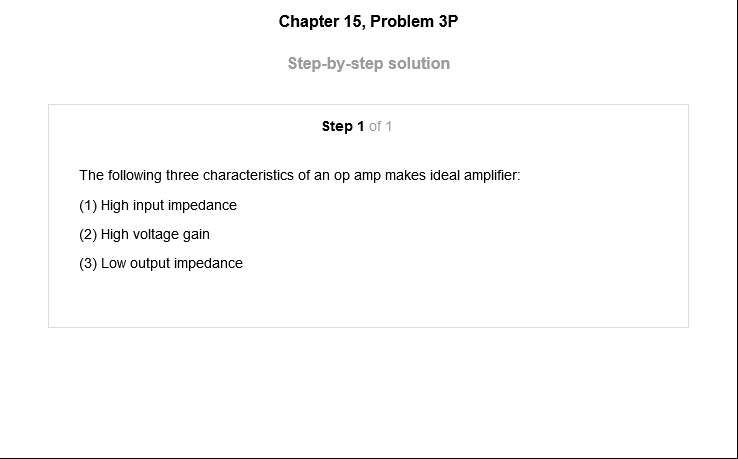 Chapter 15, Problem 3P
Step-by-step solution
Step 1 of 1
The following three characteristics of an op amp makes ideal amplifier:
(1) High input impedance
(2) High voltage gain
(3) Low output impedance